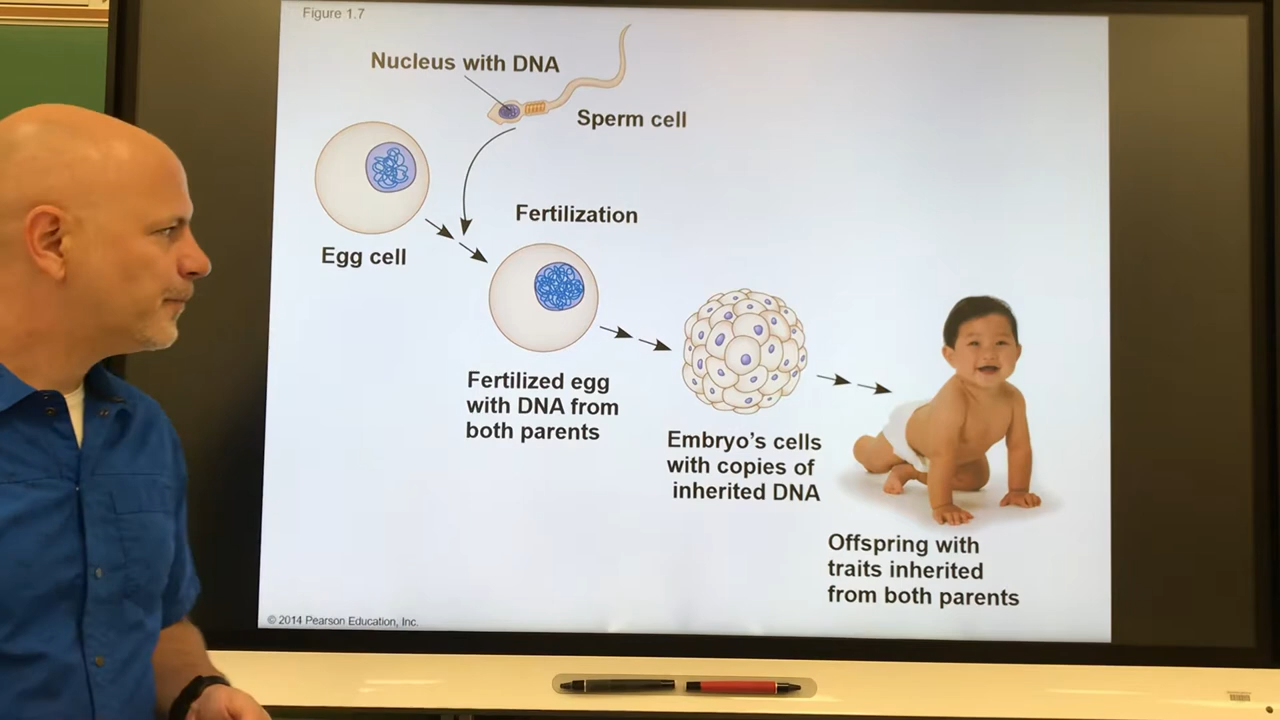 Figure 1.7
Nucleus with DNA
Sperm cell
Egg cell
Fertilization
Fertilized egg
with DNA from
both parents
Embryo's cells
with copies of
inherited DNA
Offspring with
traits inherited
from both parents
© 2014 Pearson Education, Inc.